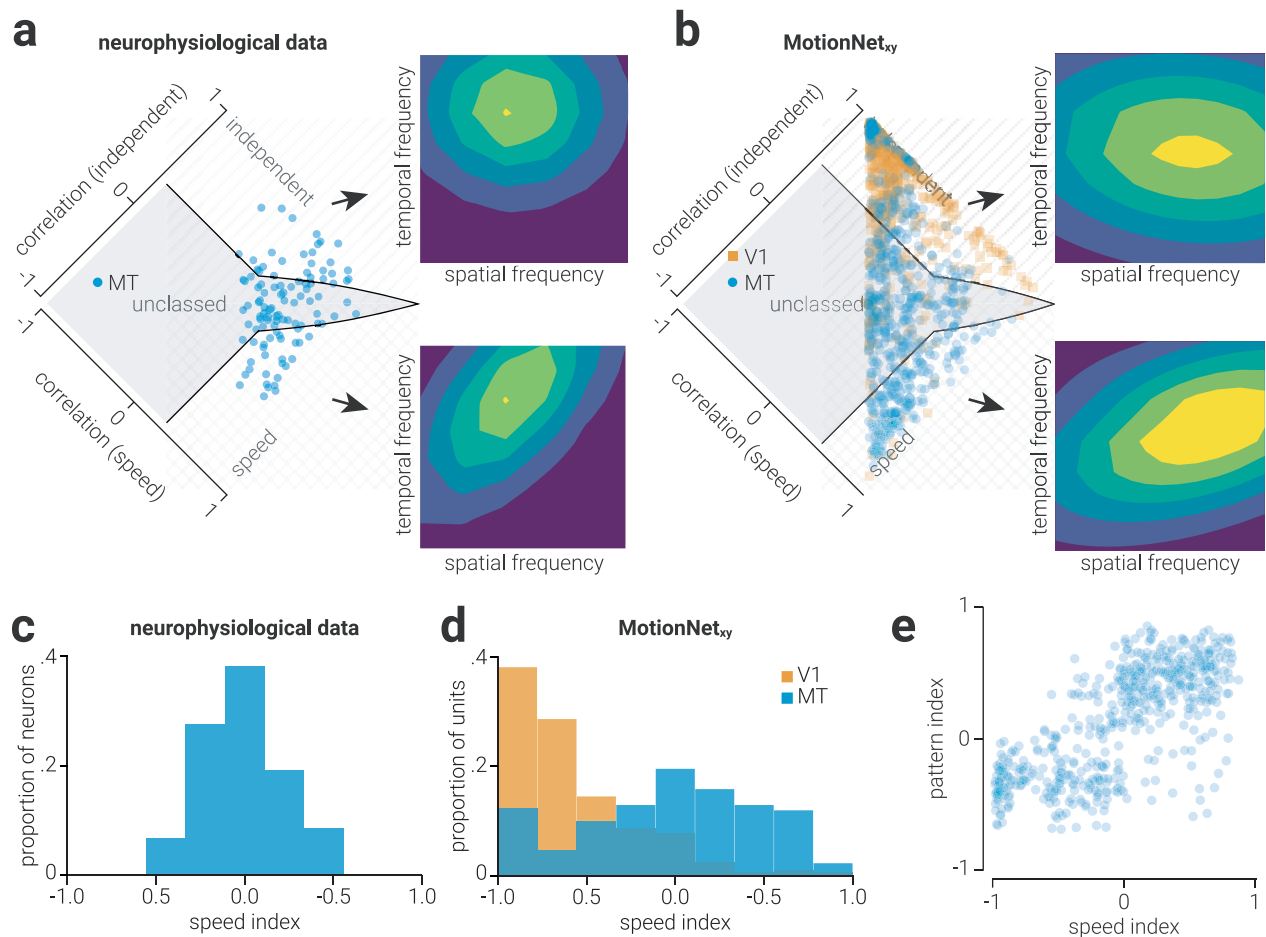 a
neurophysiological data
correlation (independent)
1
0
-1
independent
MT
unclassed
-1
0
1
correlation (speed)
speed
temporal frequency
spatial frequency
temporal frequency
spatial frequency
b
MotionNetxy
correlation (independent)
1
0
-1
dent
V1
MT
unclassed
-1
0
1
correlation (speed)
speed
temporal frequency
spatial frequency
temporal frequency
spatial frequency
c
neurophysiological data
proportion of neurons
.4
.2
0
-1.0
0.5
0.0
-0.5
1.0
speed index
d
MotionNetxy
proportion of units
.4
.2
0
V1
MT
-1.0
0.5
0.0
-0.5
1.0
speed index
e
pattern index
1
0
-1
-1
0
1
speed index